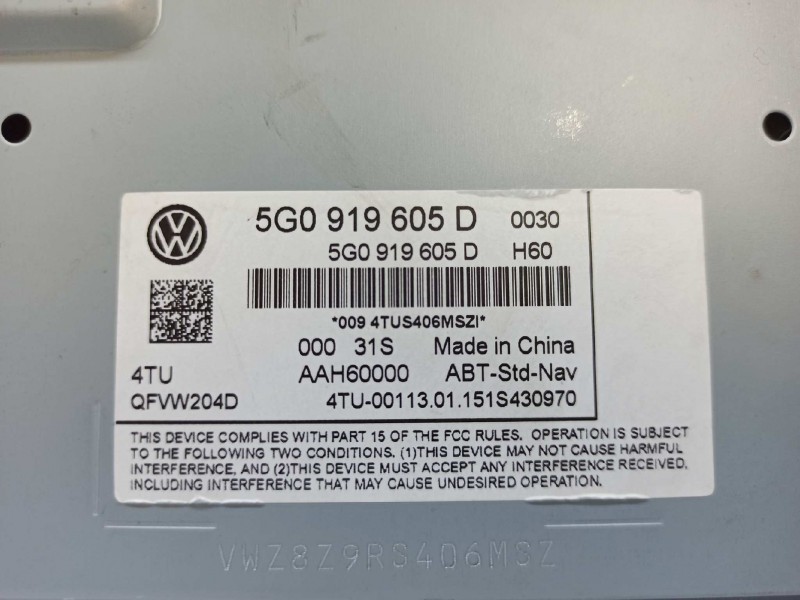 5G0 919 605 D 0030
5G0 919 605 D H60
*009 4TUS406MSZI*
000 31S Made in China
4TU AAH60000 ABT-Std-Nav
QFVW204D 4TU-00113.01.151S430970
THIS DEVICE COMPLIES WITH PART 15 OF THE FCC RULES. OPERATION IS SUBJECT
TO THE FOLLOWING TWO CONDITIONS. (1)THIS DEVICE MAY NOT CAUSE HARMFUL
INTERFERENCE, AND (2)THIS DEVICE MUST ACCEPT ANY INTERFERENCE RECEIVED,
INCLUDING INTERFERENCE THAT MAY CAUSE UNDESIRED OPERATION.
VWZ8Z9RS406MSZ